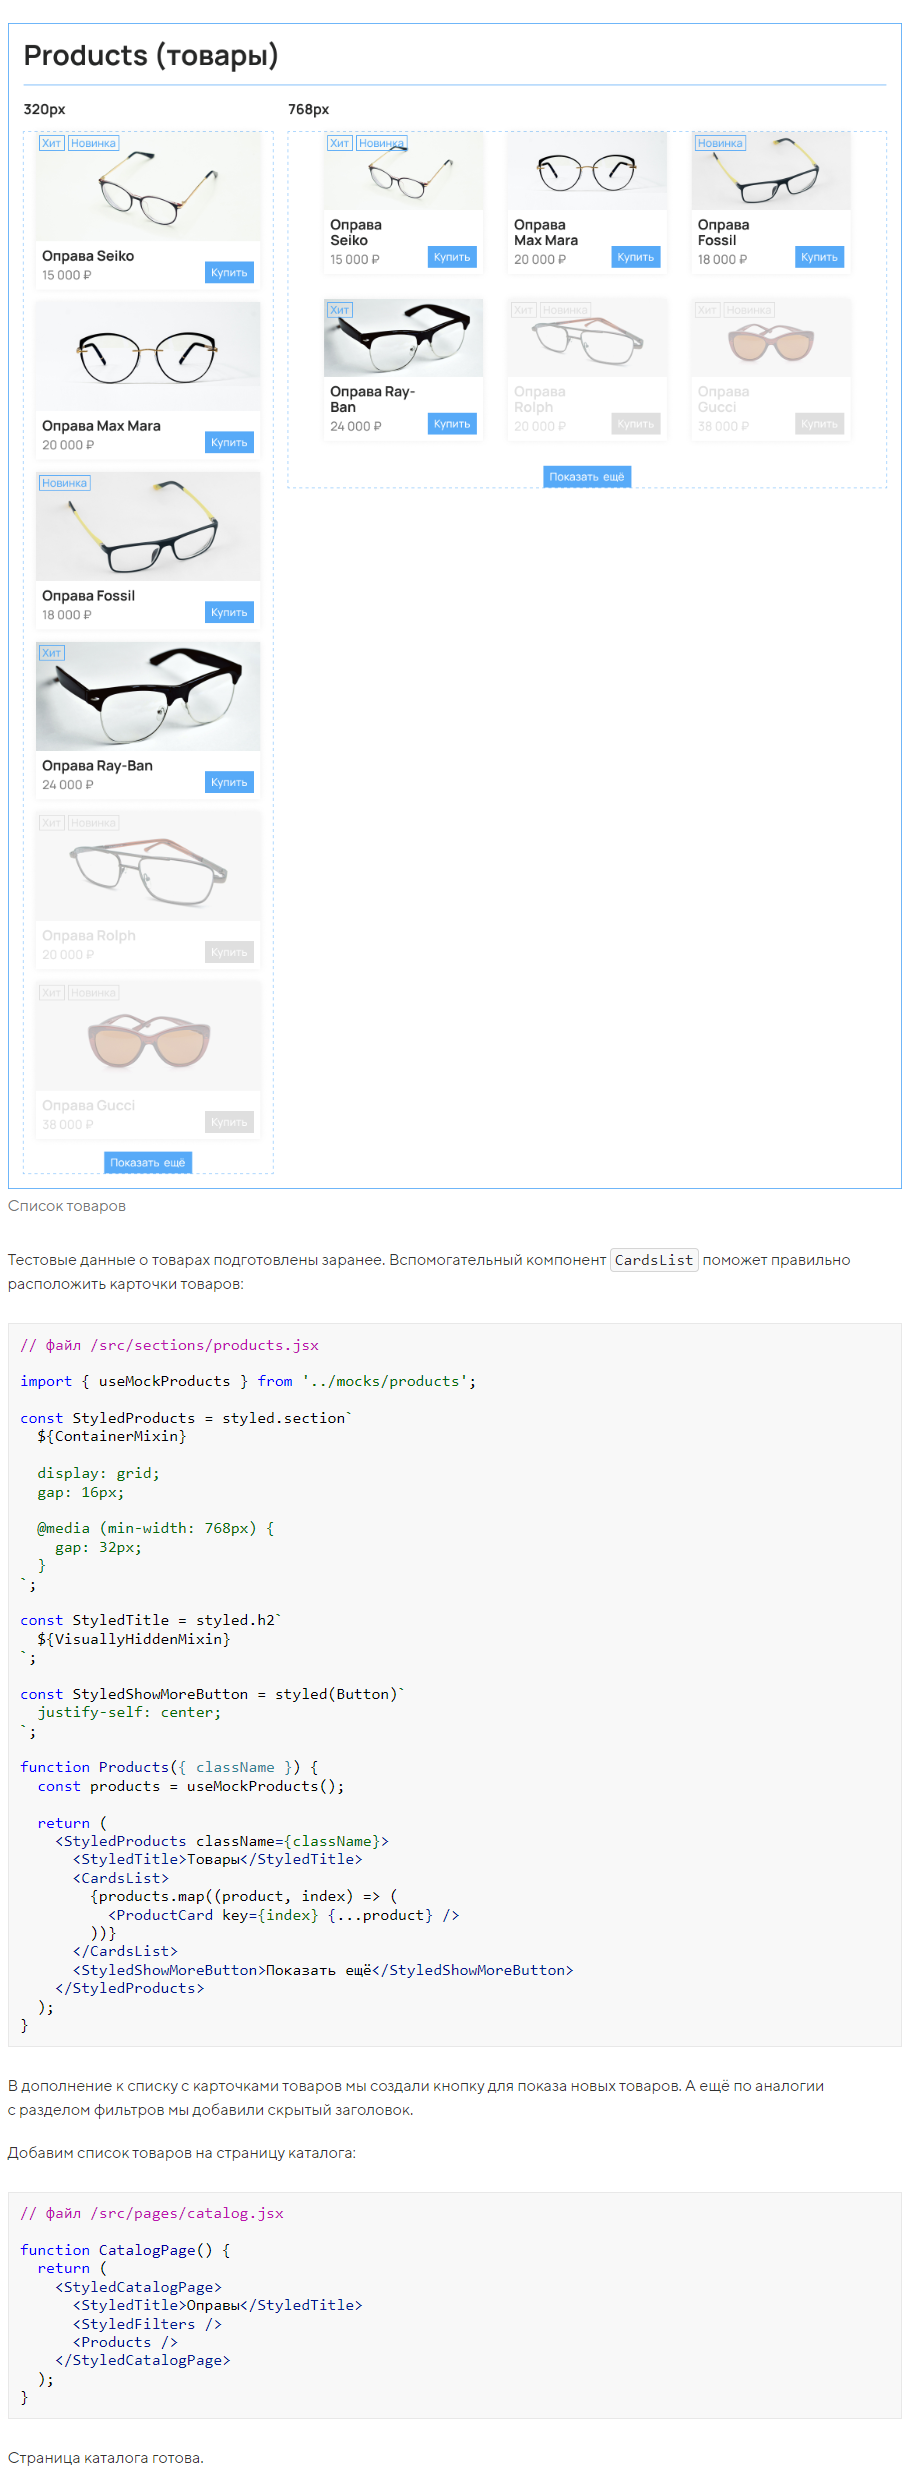 Products (товары)
320px
Хит Новинка
Оправа Seiko
15 000 ₽
Купить
Оправа Max Mara
20 000 ₽
Купить
Новинка
Оправа Fossil
18 000 ₽
Купить
Хит
Оправа Ray-Ban
24 000 ₽
Купить
Хит Новинка
Оправа Rolph
20 000 ₽
Купить
Хит Новинка
Оправа Gucci
38 000 ₽
Купить
Показать ещё
768px
Хит Новинка
Оправа
Seiko
15 000 ₽
Купить
Оправа
Max Mara
20 000 ₽
Купить
Новинка
Оправа
Fossil
18 000 ₽
Купить
Хит
Оправа Ray-
Ban
24 000 ₽
Купить
Хит Новинка
Оправа
Rolph
20 000 ₽
Купить
Хит Новинка
Оправа
Gucci
38 000 ₽
Купить
Показать ещё
Список товаров
Тестовые данные о товарах подготовлены заранее. Вспомогательный компонент CardsList поможет правильно
расположить карточки товаров:
// файл /src/sections/products.jsx
import { useMockProducts } from '../mocks/products';
const StyledProducts = styled.section`
  ${ContainerMixin}
  display: grid;
  gap: 16px;
  @media (min-width: 768px) {
    gap: 32px;
  }
`;
const StyledTitle = styled.h2`
  ${VisuallyHiddenMixin}
`;
const StyledShowMoreButton = styled(Button)`
  justify-self: center;
`;
function Products({ className }) {
  const products = useMockProducts();
  return (
    <StyledProducts className={className}>
      <StyledTitle>Товары</StyledTitle>
      <CardsList>
        {products.map((product, index) => (
          <ProductCard key={index} {...product} />
        ))}
      </CardsList>
      <StyledShowMoreButton>Показать ещё</StyledShowMoreButton>
    </StyledProducts>
  );
}
В дополнение к списку с карточками товаров мы создали кнопку для показа новых товаров. А ещё по аналогии
с разделом фильтров мы добавили скрытый заголовок.
Добавим список товаров на страницу каталога:
// файл /src/pages/catalog.jsx
function CatalogPage() {
  return (
    <StyledCatalogPage>
      <StyledTitle>Оправы</StyledTitle>
      <StyledFilters />
      <Products />
    </StyledCatalogPage>
  );
}
Страница каталога готова.